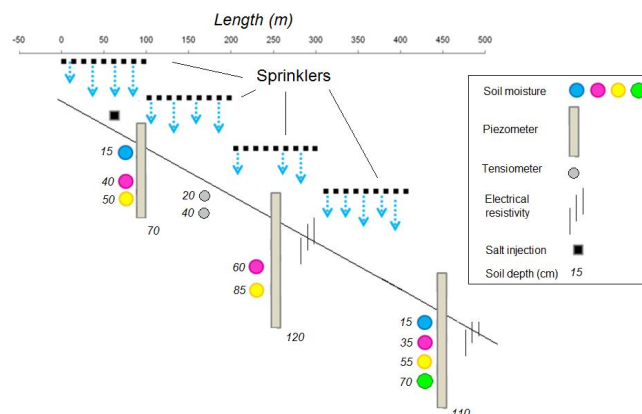 Length (m)
-50 0 50 100 150 200 250 300 350 400 450 500
Sprinklers
Soil moisture
Piezometer
Tensiometer
Electrical
resistivity
Salt injection
Soil depth (cm) 15
15
40
50
70
20
40
60
85
120
15
35
55
70
110